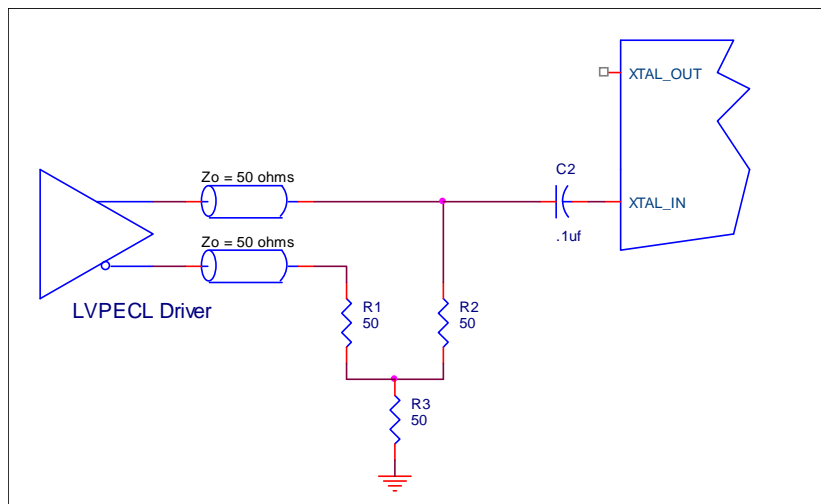 XTAL_OUT
Zo = 50 ohms
C2
XTAL_IN
.1uf
Zo = 50 ohms
LVPECL Driver
R1
50
R2
50
R3
50